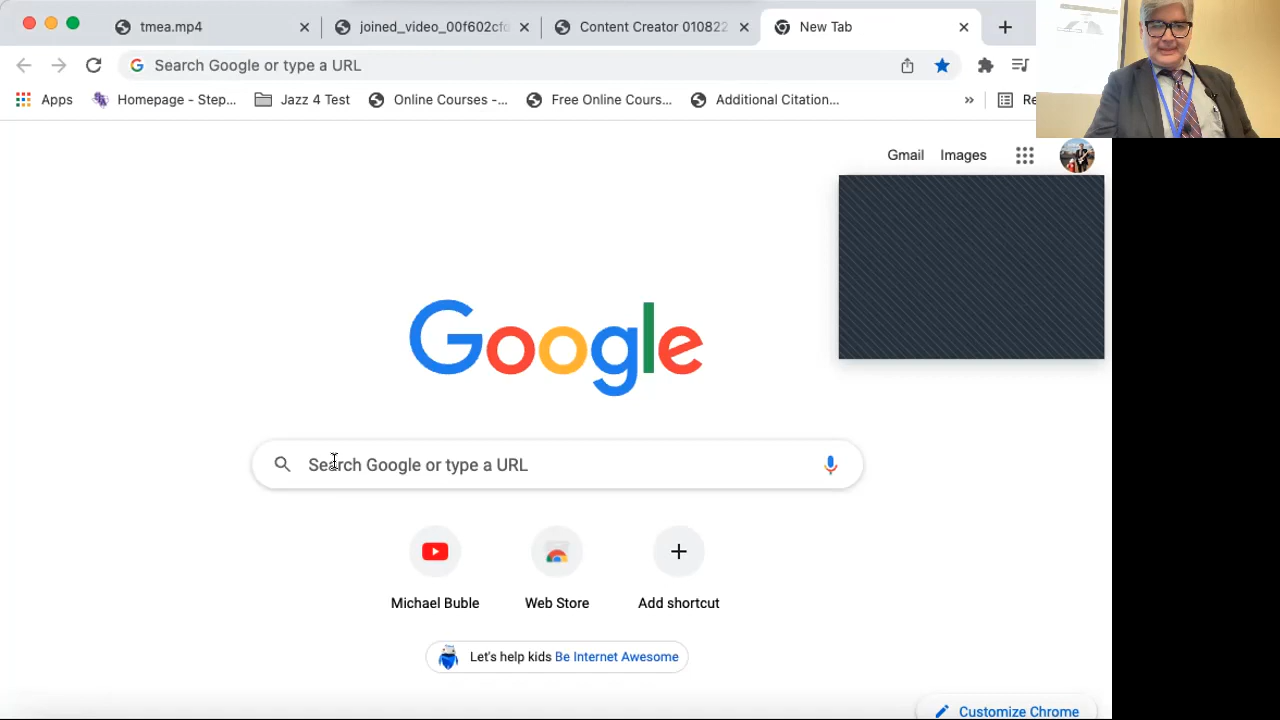 tmea.mp4
joined_video_00f602cfc
Content Creator 010822
New Tab
Search Google or type a URL
Apps
Homepage - Step...
Jazz 4 Test
Online Courses -...
Free Online Cours...
Additional Citation...
»
Re
Gmail
Images
Google
Search Google or type a URL
Michael Buble
Web Store
Add shortcut
Let's help kids Be Internet Awesome
Customize Chrome